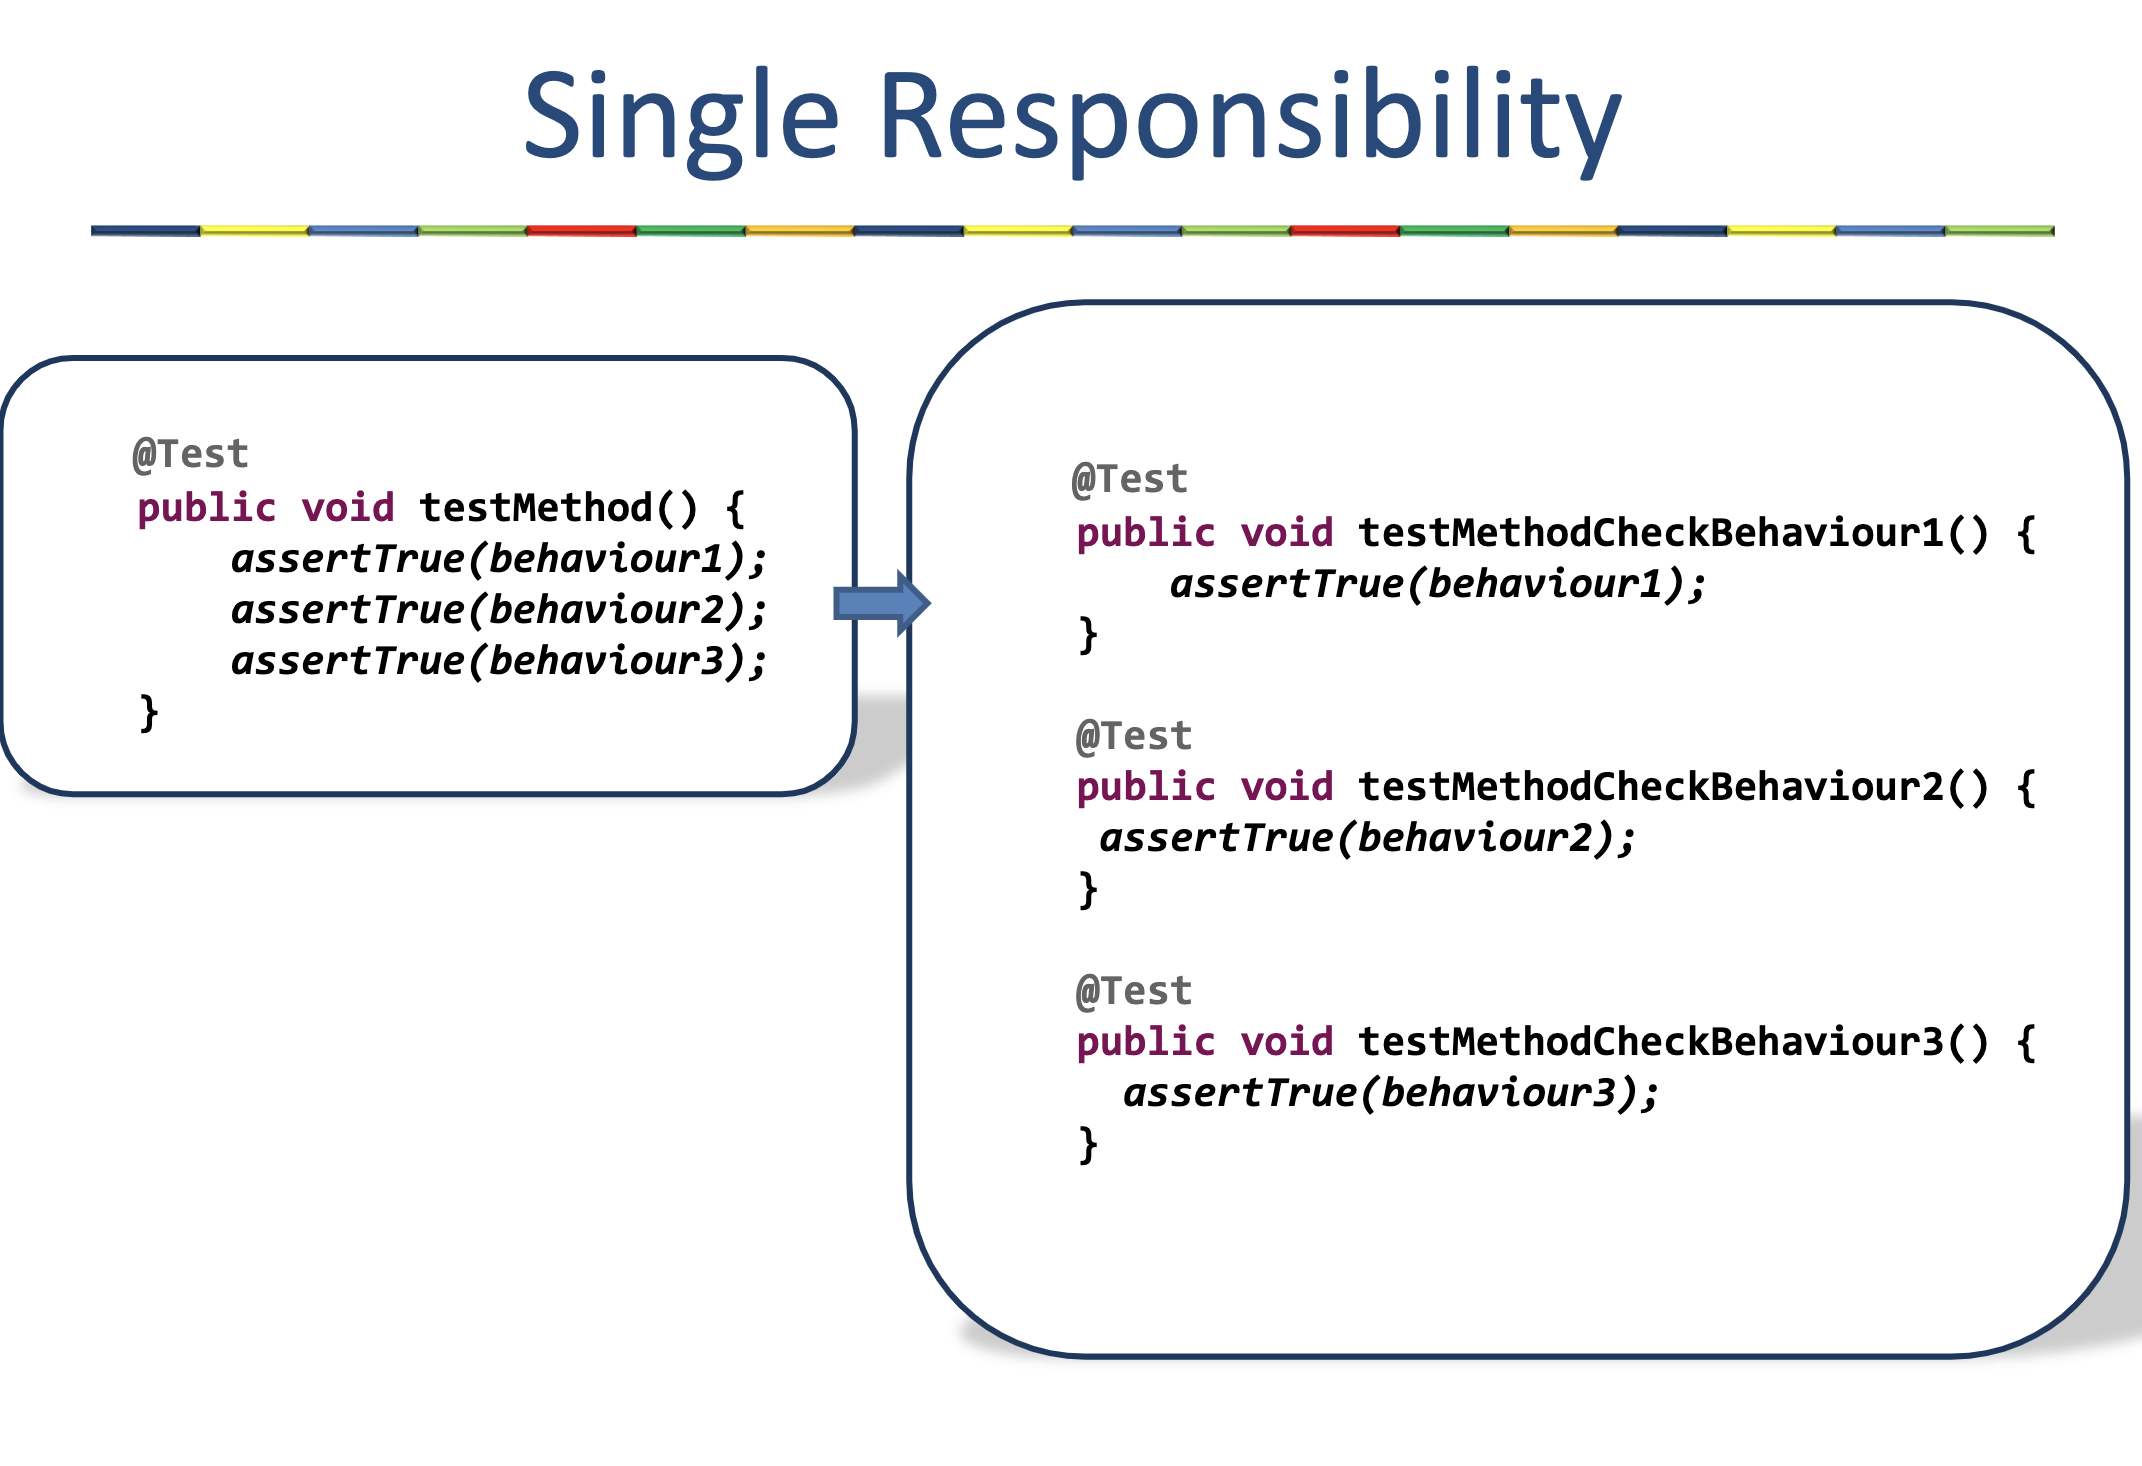 Single Responsibility
@Test
public void testMethod() {
assertTrue(behaviour1);
assertTrue(behaviour2);
assertTrue(behaviour3);
}
@Test
public void testMethodCheckBehaviour1() {
assertTrue(behaviour1);
}
@Test
public void testMethodCheckBehaviour2() {
assertTrue(behaviour2);
}
@Test
public void testMethodCheckBehaviour3() {
assertTrue(behaviour3);
}